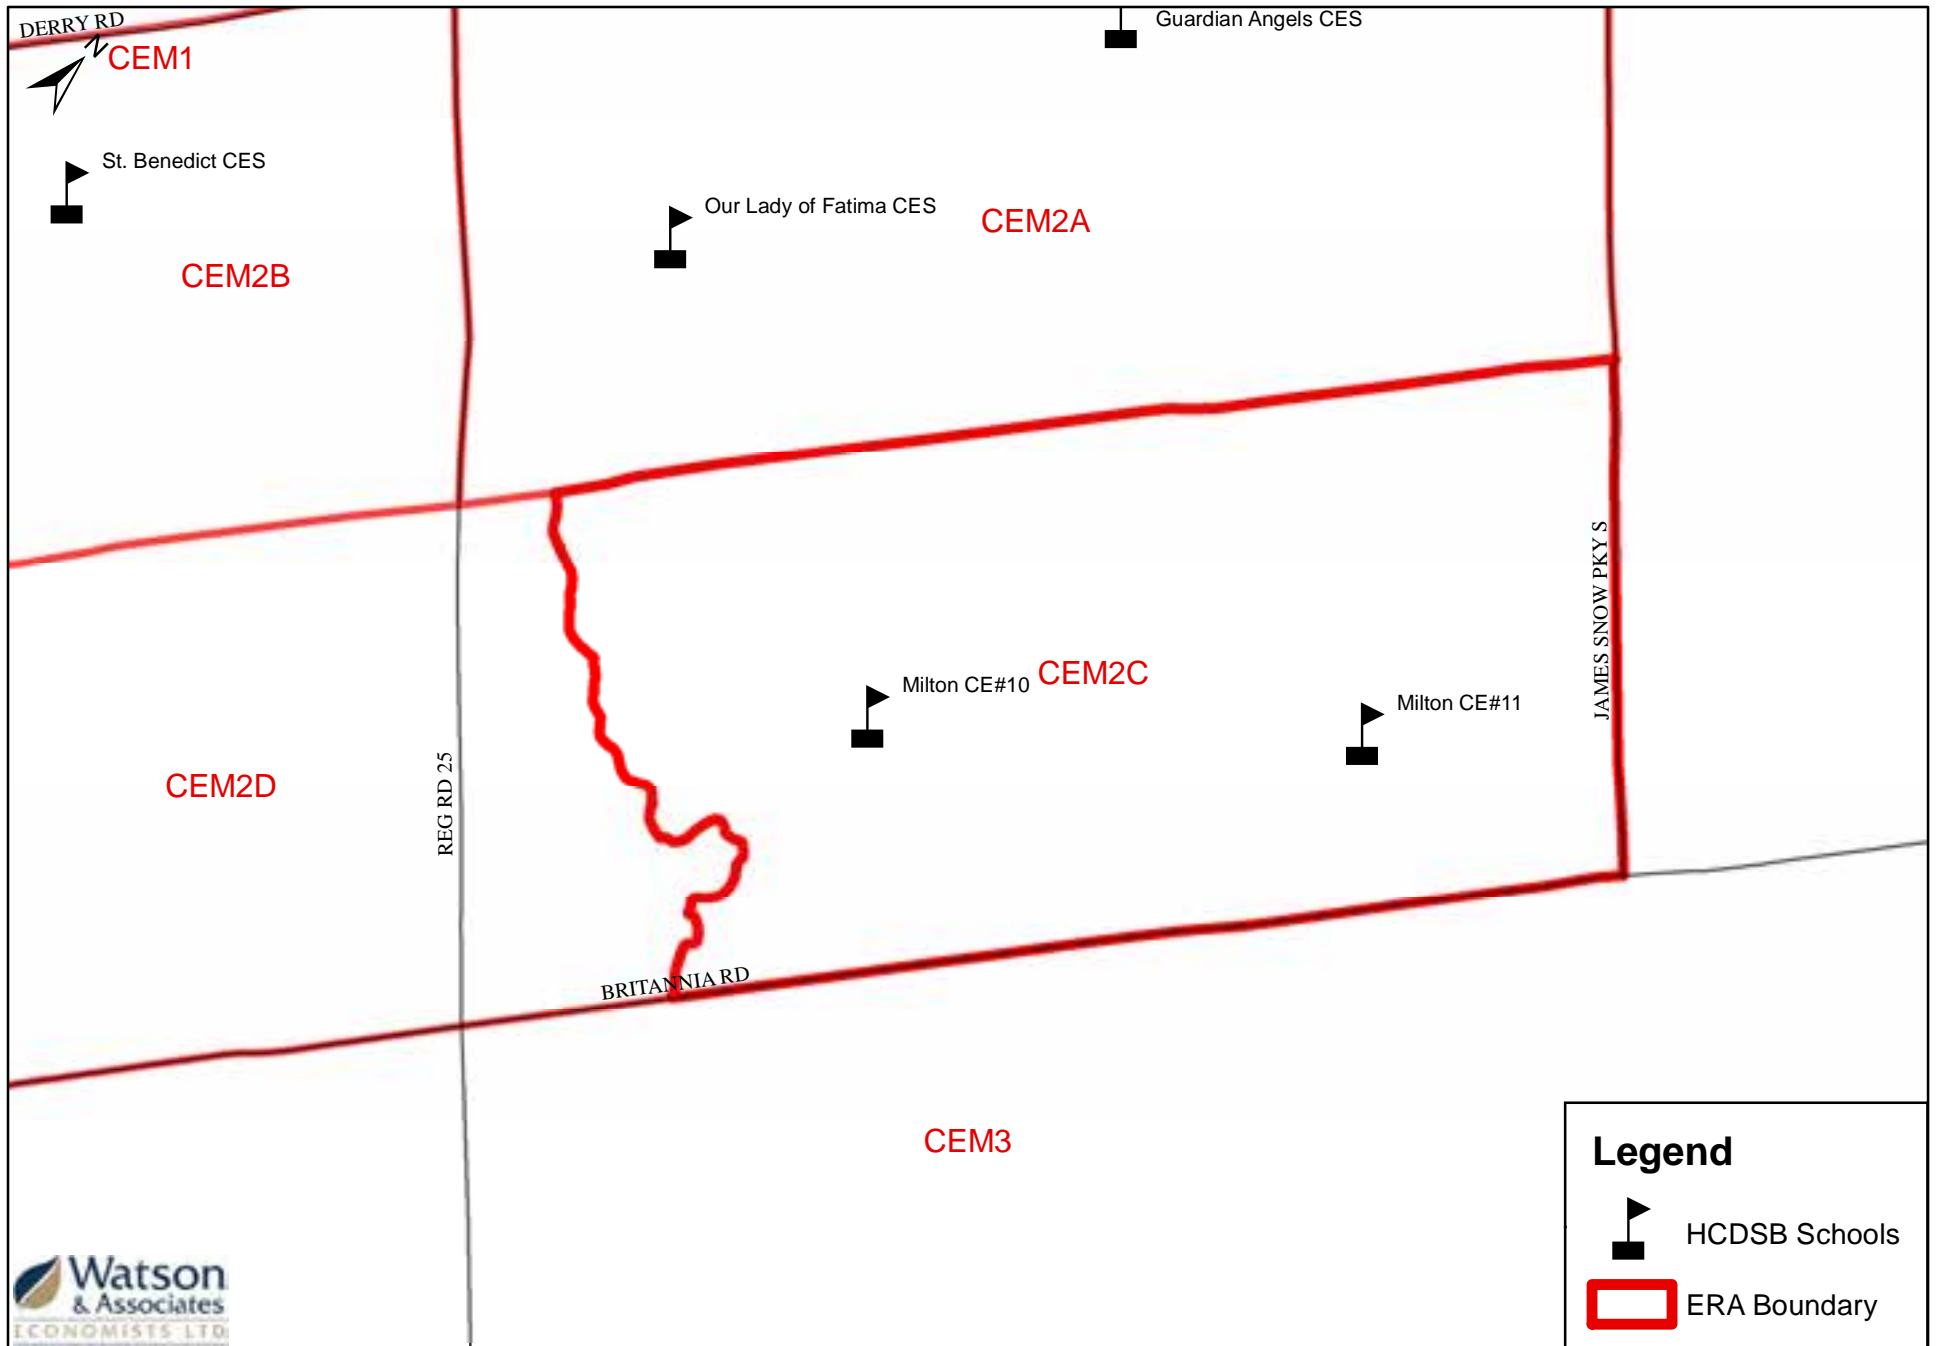 DERRY RD
N
CEM1
Guardian Angels CES
St. Benedict CES
Our Lady of Fatima CES
CEM2A
CEM2B
JAMES SNOW PKY S
Milton CE#10
CEM2C
Milton CE#11
CEM2D
REG RD 25
BRITANNIA RD
CEM3
Legend
HCDSB Schools
ERA Boundary
Watson
& Associates
ECONOMISTS LTD.